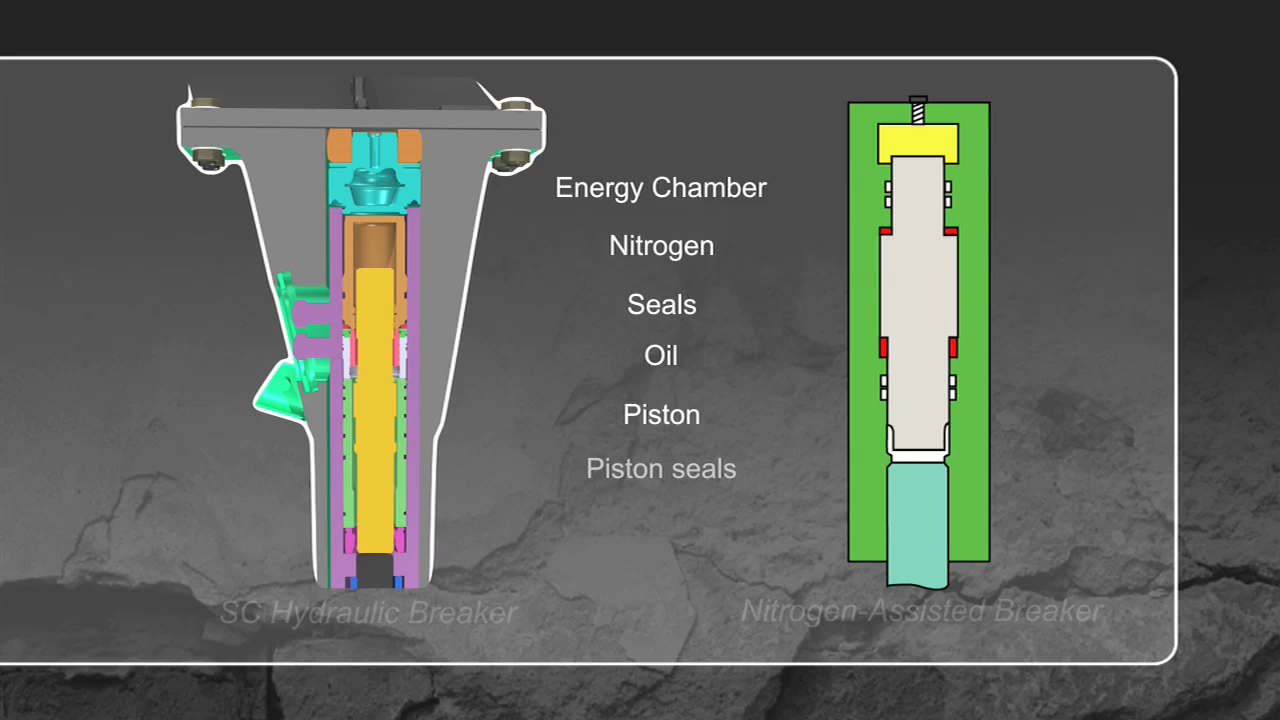 Energy Chamber
Nitrogen
Seals
Oil
Piston
Piston seals
SC Hydraulic Breaker
Nitrogen-Assisted Breaker